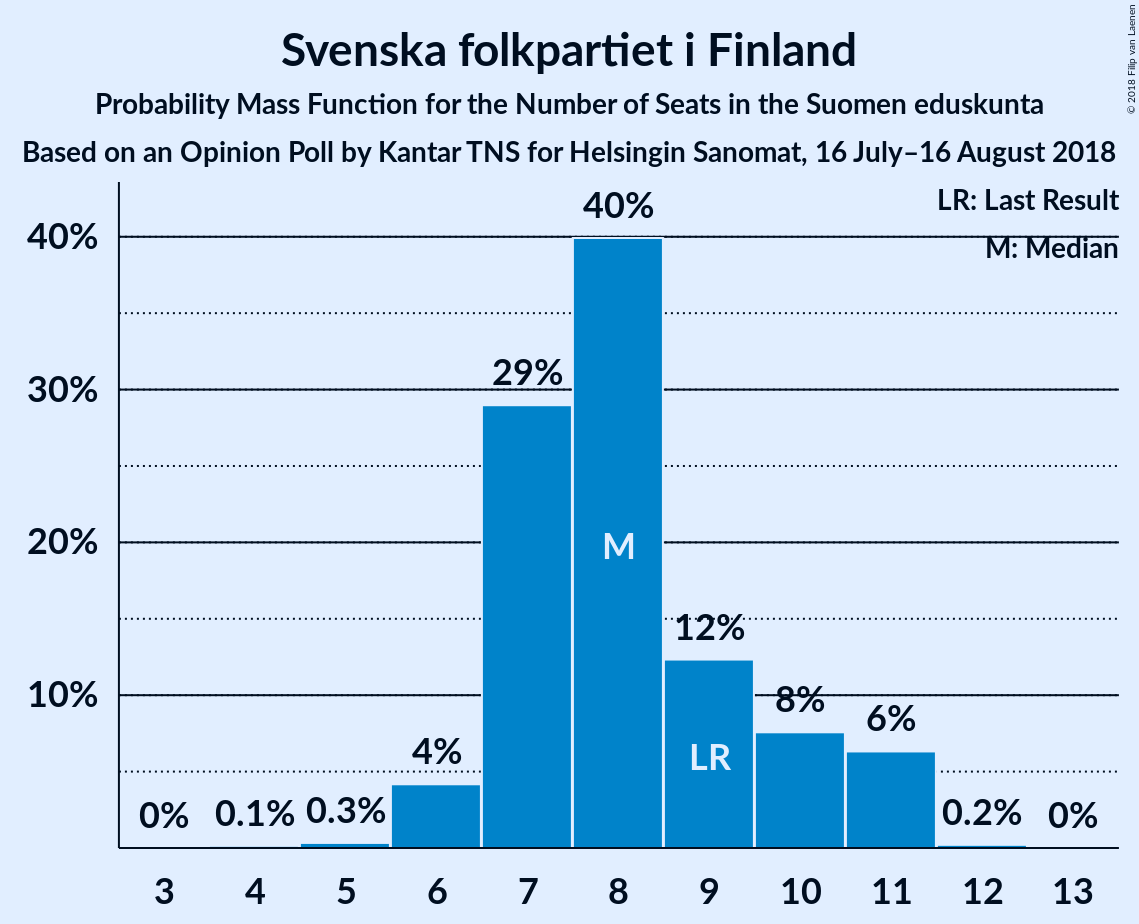 Svenska folkpartiet i Finland
Probability Mass Function for the Number of Seats in the Suomen eduskunta
Based on an Opinion Poll by Kantar TNS for Helsingin Sanomat, 16 July–16 August 2018
© 2018 Filip van Laenen
LR: Last Result
M: Median
40%
30%
20%
10%
0%
0.1%
0.3%
4%
29%
40%
12%
8%
6%
0.2%
0%
M
LR
3 4 5 6 7 8 9 10 11 12 13